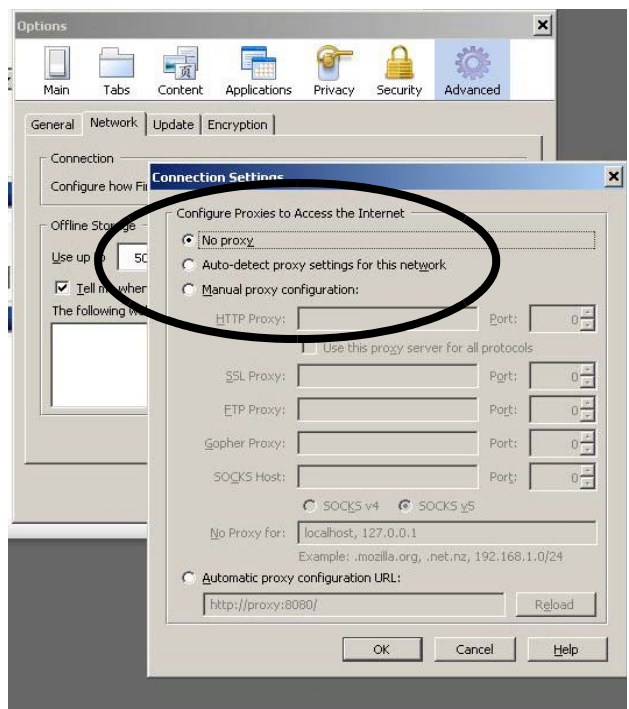 Options
Main Tabs Content Applications Privacy Security Advanced
General Network Update Encryption
Connection
Configure how Fi
Offline Storage
Use up to 50
Tell me when
The following we
Connection Settings
Configure Proxies to Access the Internet
No proxy
Auto-detect proxy settings for this network
Manual proxy configuration:
HTTP Proxy: Port: 0
Use this proxy server for all protocols
SSL Proxy: Port: 0
FTP Proxy: Port: 0
Gopher Proxy: Port: 0
SOCKS Host: Port: 0
SOCKS v4 SOCKS v5
No Proxy for: localhost, 127.0.0.1
Example: .mozilla.org, .net.nz, 192.168.1.0/24
Automatic proxy configuration URL:
http://proxy:8080/ Reload
OK Cancel Help